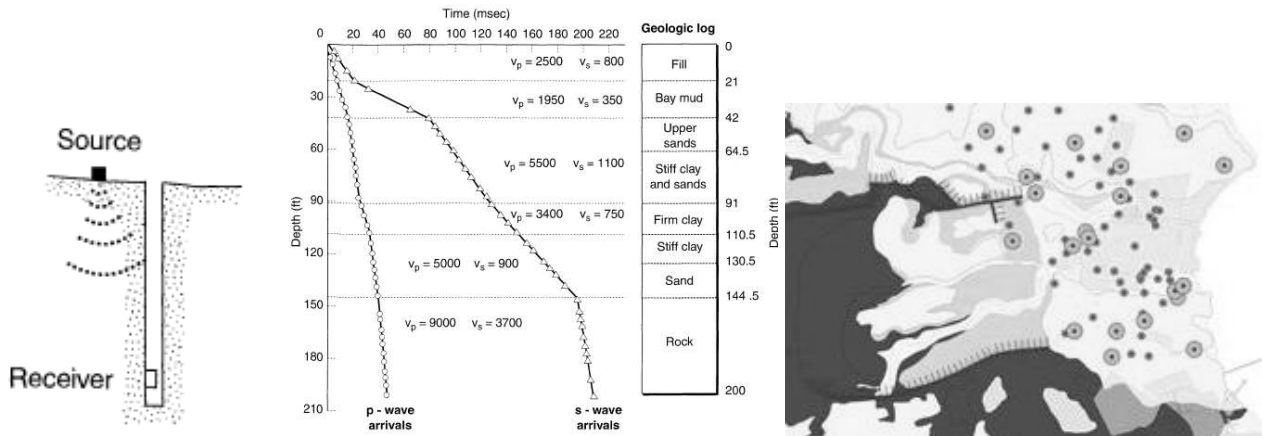 Source
Receiver
Time (msec)
0 20 40 60 80 100 120 140 160 180 200 220
30
60
90
120
150
180
210
Depth (ft)
vp = 2500 vs = 800
vp = 1950 vs = 350
vp = 5500 vs = 1100
vp = 3400 vs = 750
vp = 5000 vs = 900
vp = 9000 vs = 3700
p - wave
arrivals
s - wave
arrivals
Geologic log
Fill
Bay mud
Upper
sands
Stiff clay
and sands
Firm clay
Stiff clay
Sand
Rock
0
21
42
64.5
91
110.5
130.5
144 .5
200
Depth (ft)